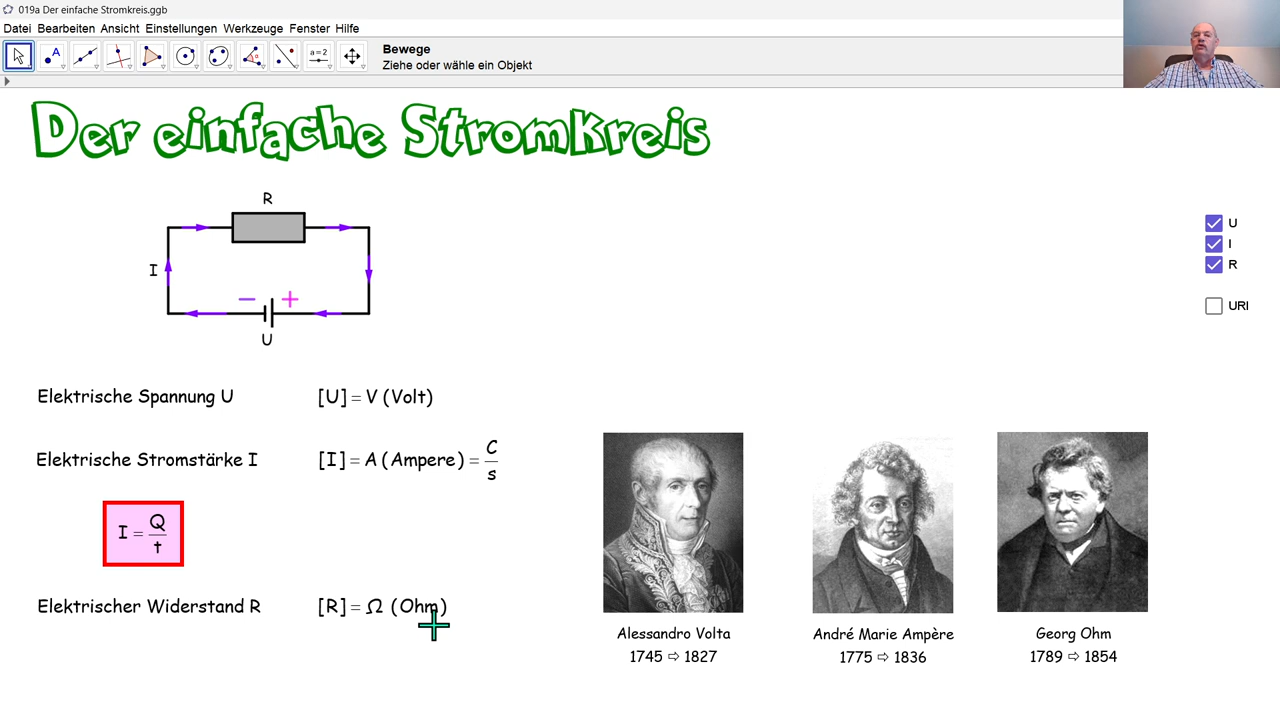 019a Der einfache Stromkreis.ggb
Datei Bearbeiten Ansicht Einstellungen Werkzeuge Fenster Hilfe
A
a=2
Bewege
Ziehe oder wähle ein Objekt
Der einfache Stromkreis
R
I
− +
U
U
I
R
URI
Elektrische Spannung U [U] = V (Volt)
Elektrische Stromstärke I [I] = A (Ampere) = C/s
I = Q/t
Elektrischer Widerstand R [R] = Ω (Ohm)
Alessandro Volta
1745 ⇨ 1827
André Marie Ampère
1775 ⇨ 1836
Georg Ohm
1789 ⇨ 1854